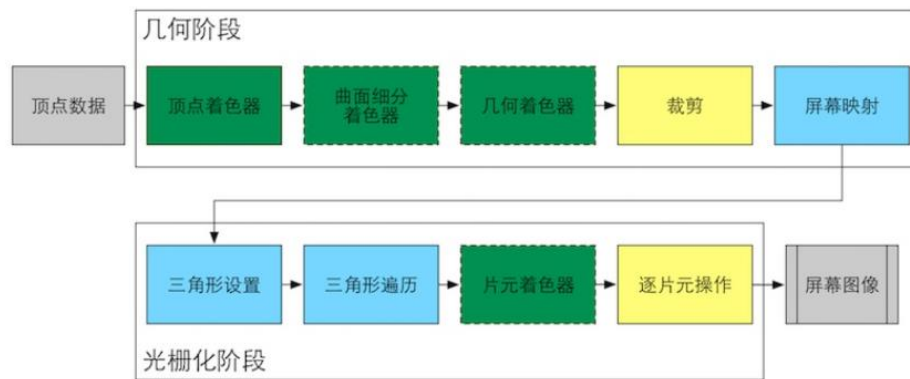 几何阶段
顶点数据
顶点着色器
曲面细分
着色器
几何着色器
裁剪
屏幕映射
三角形设置
三角形遍历
片元着色器
逐片元操作
屏幕图像
光栅化阶段